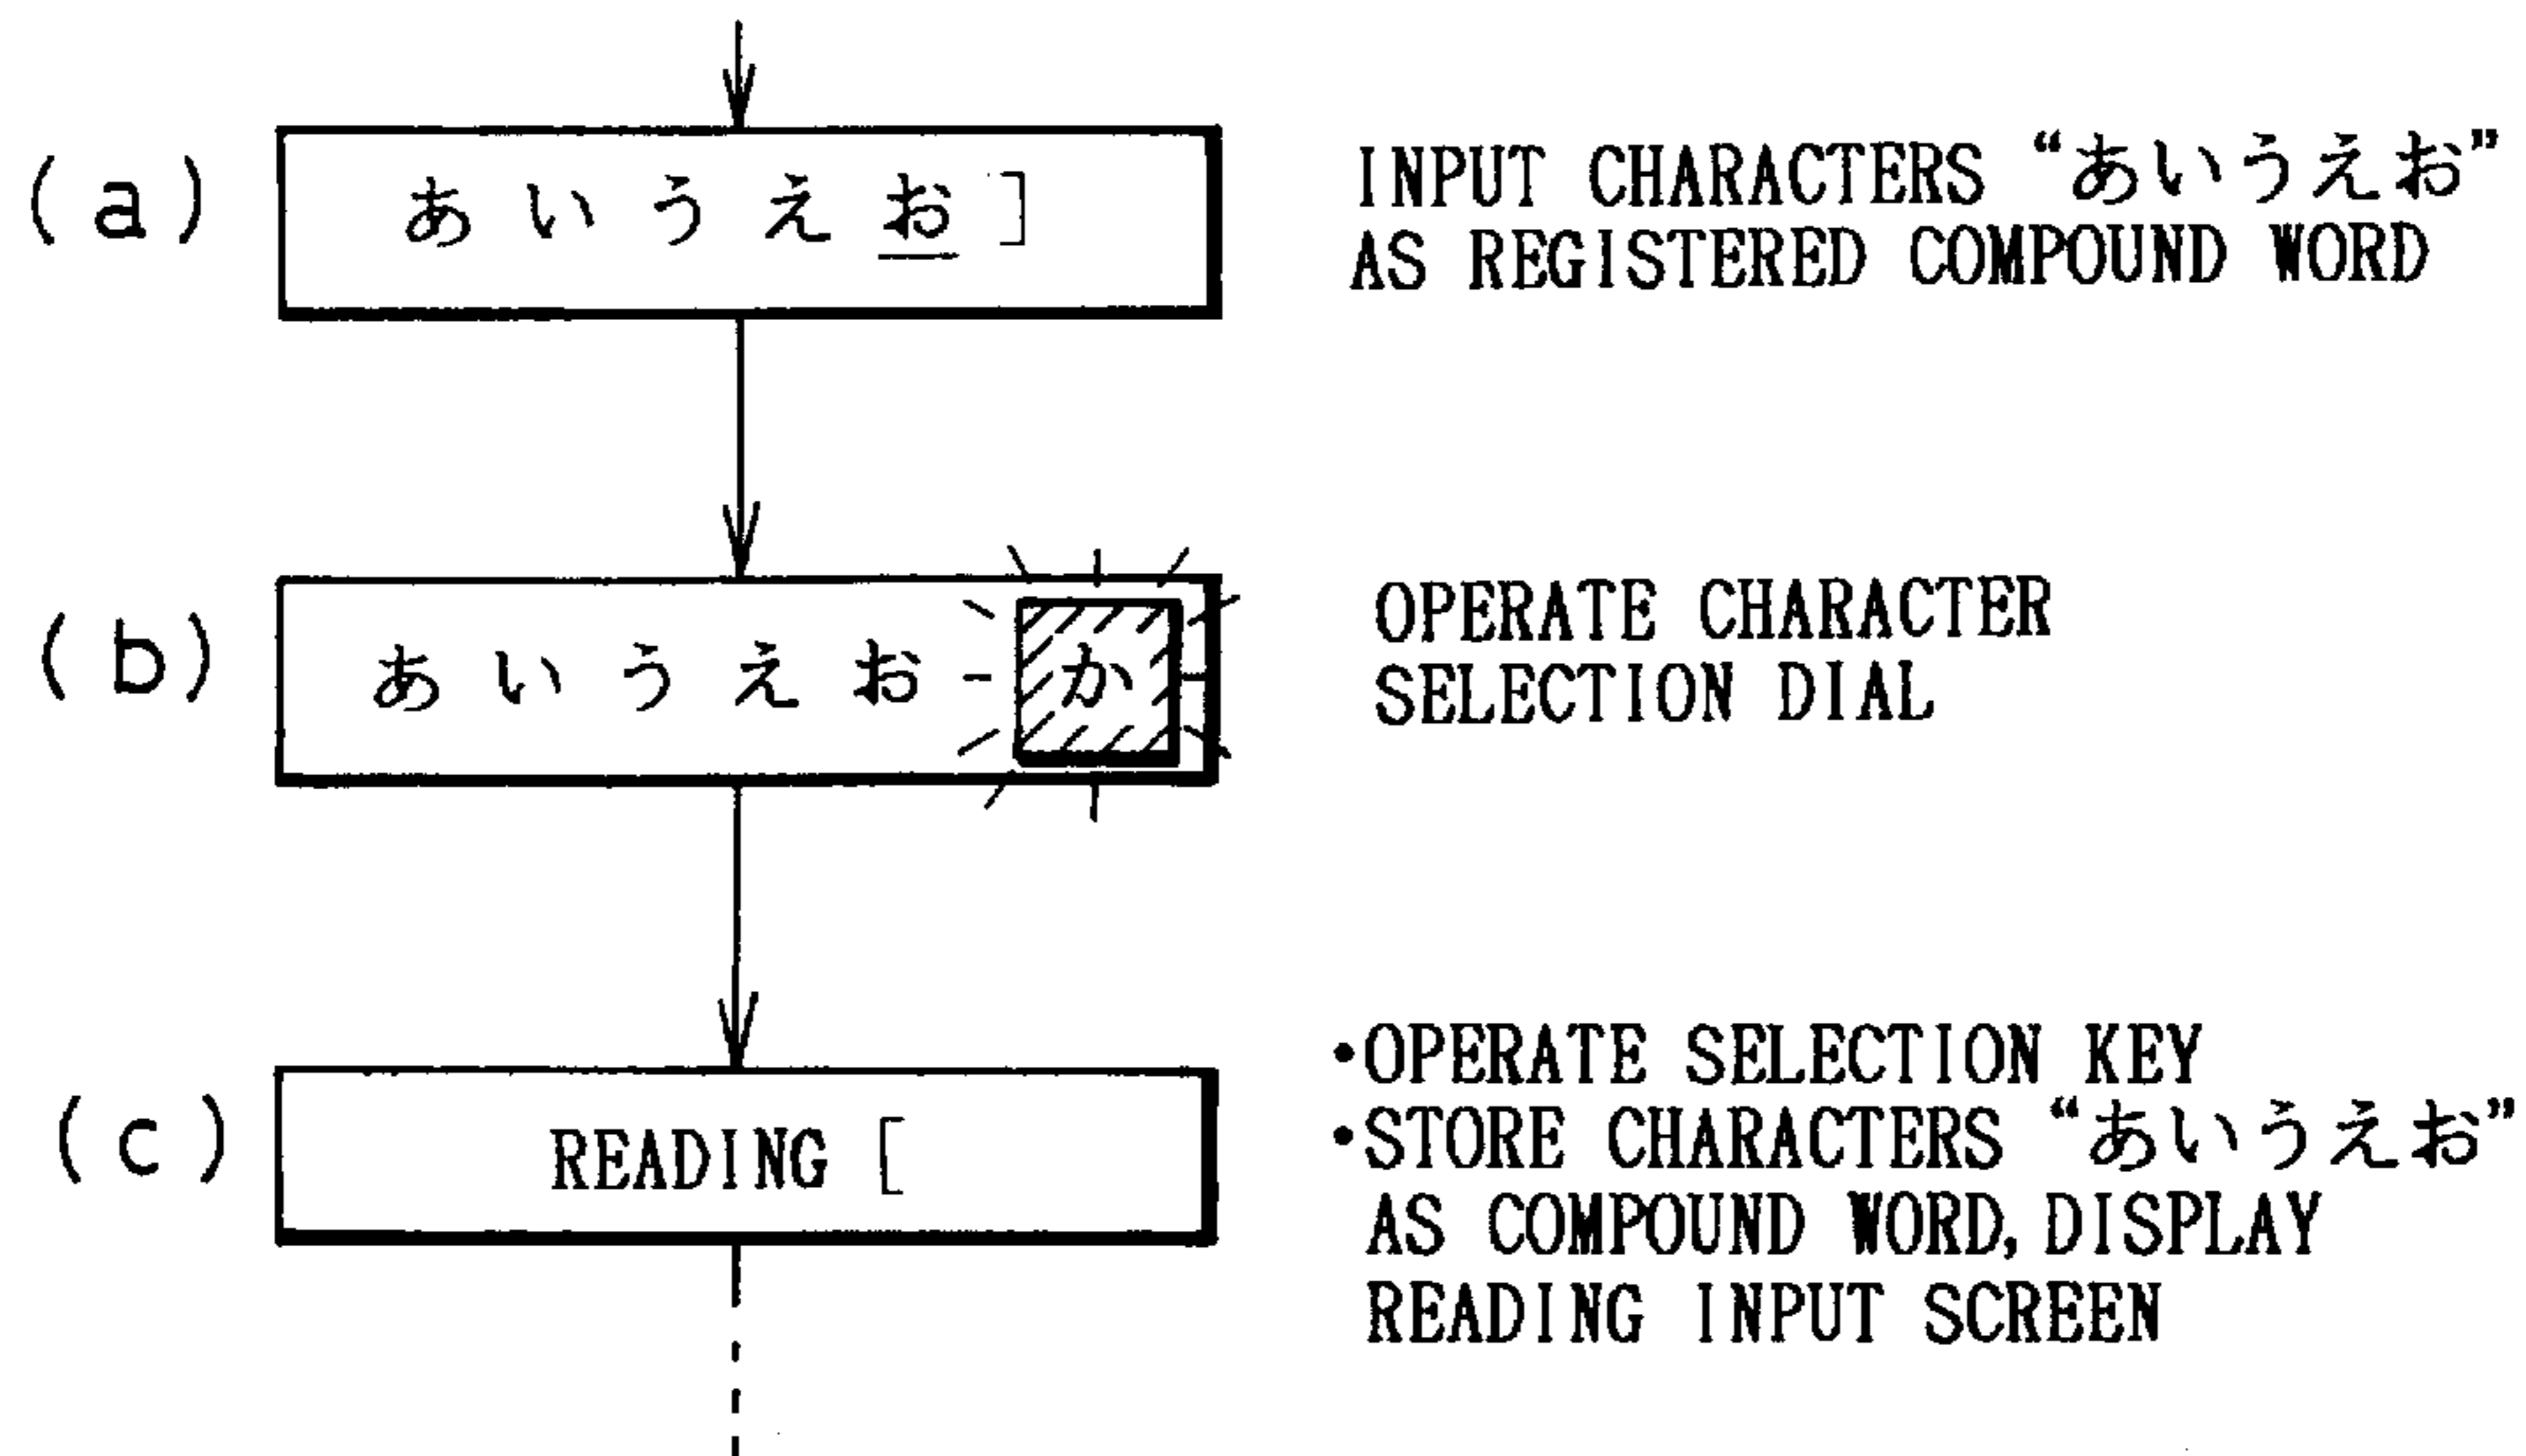 (a) あいうえお ] INPUT CHARACTERS “あいうえお”
AS REGISTERED COMPOUND WORD
(b) あいうえお か OPERATE CHARACTER
SELECTION DIAL
(c) READING [ •OPERATE SELECTION KEY
•STORE CHARACTERS “あいうえお”
AS COMPOUND WORD, DISPLAY
READING INPUT SCREEN